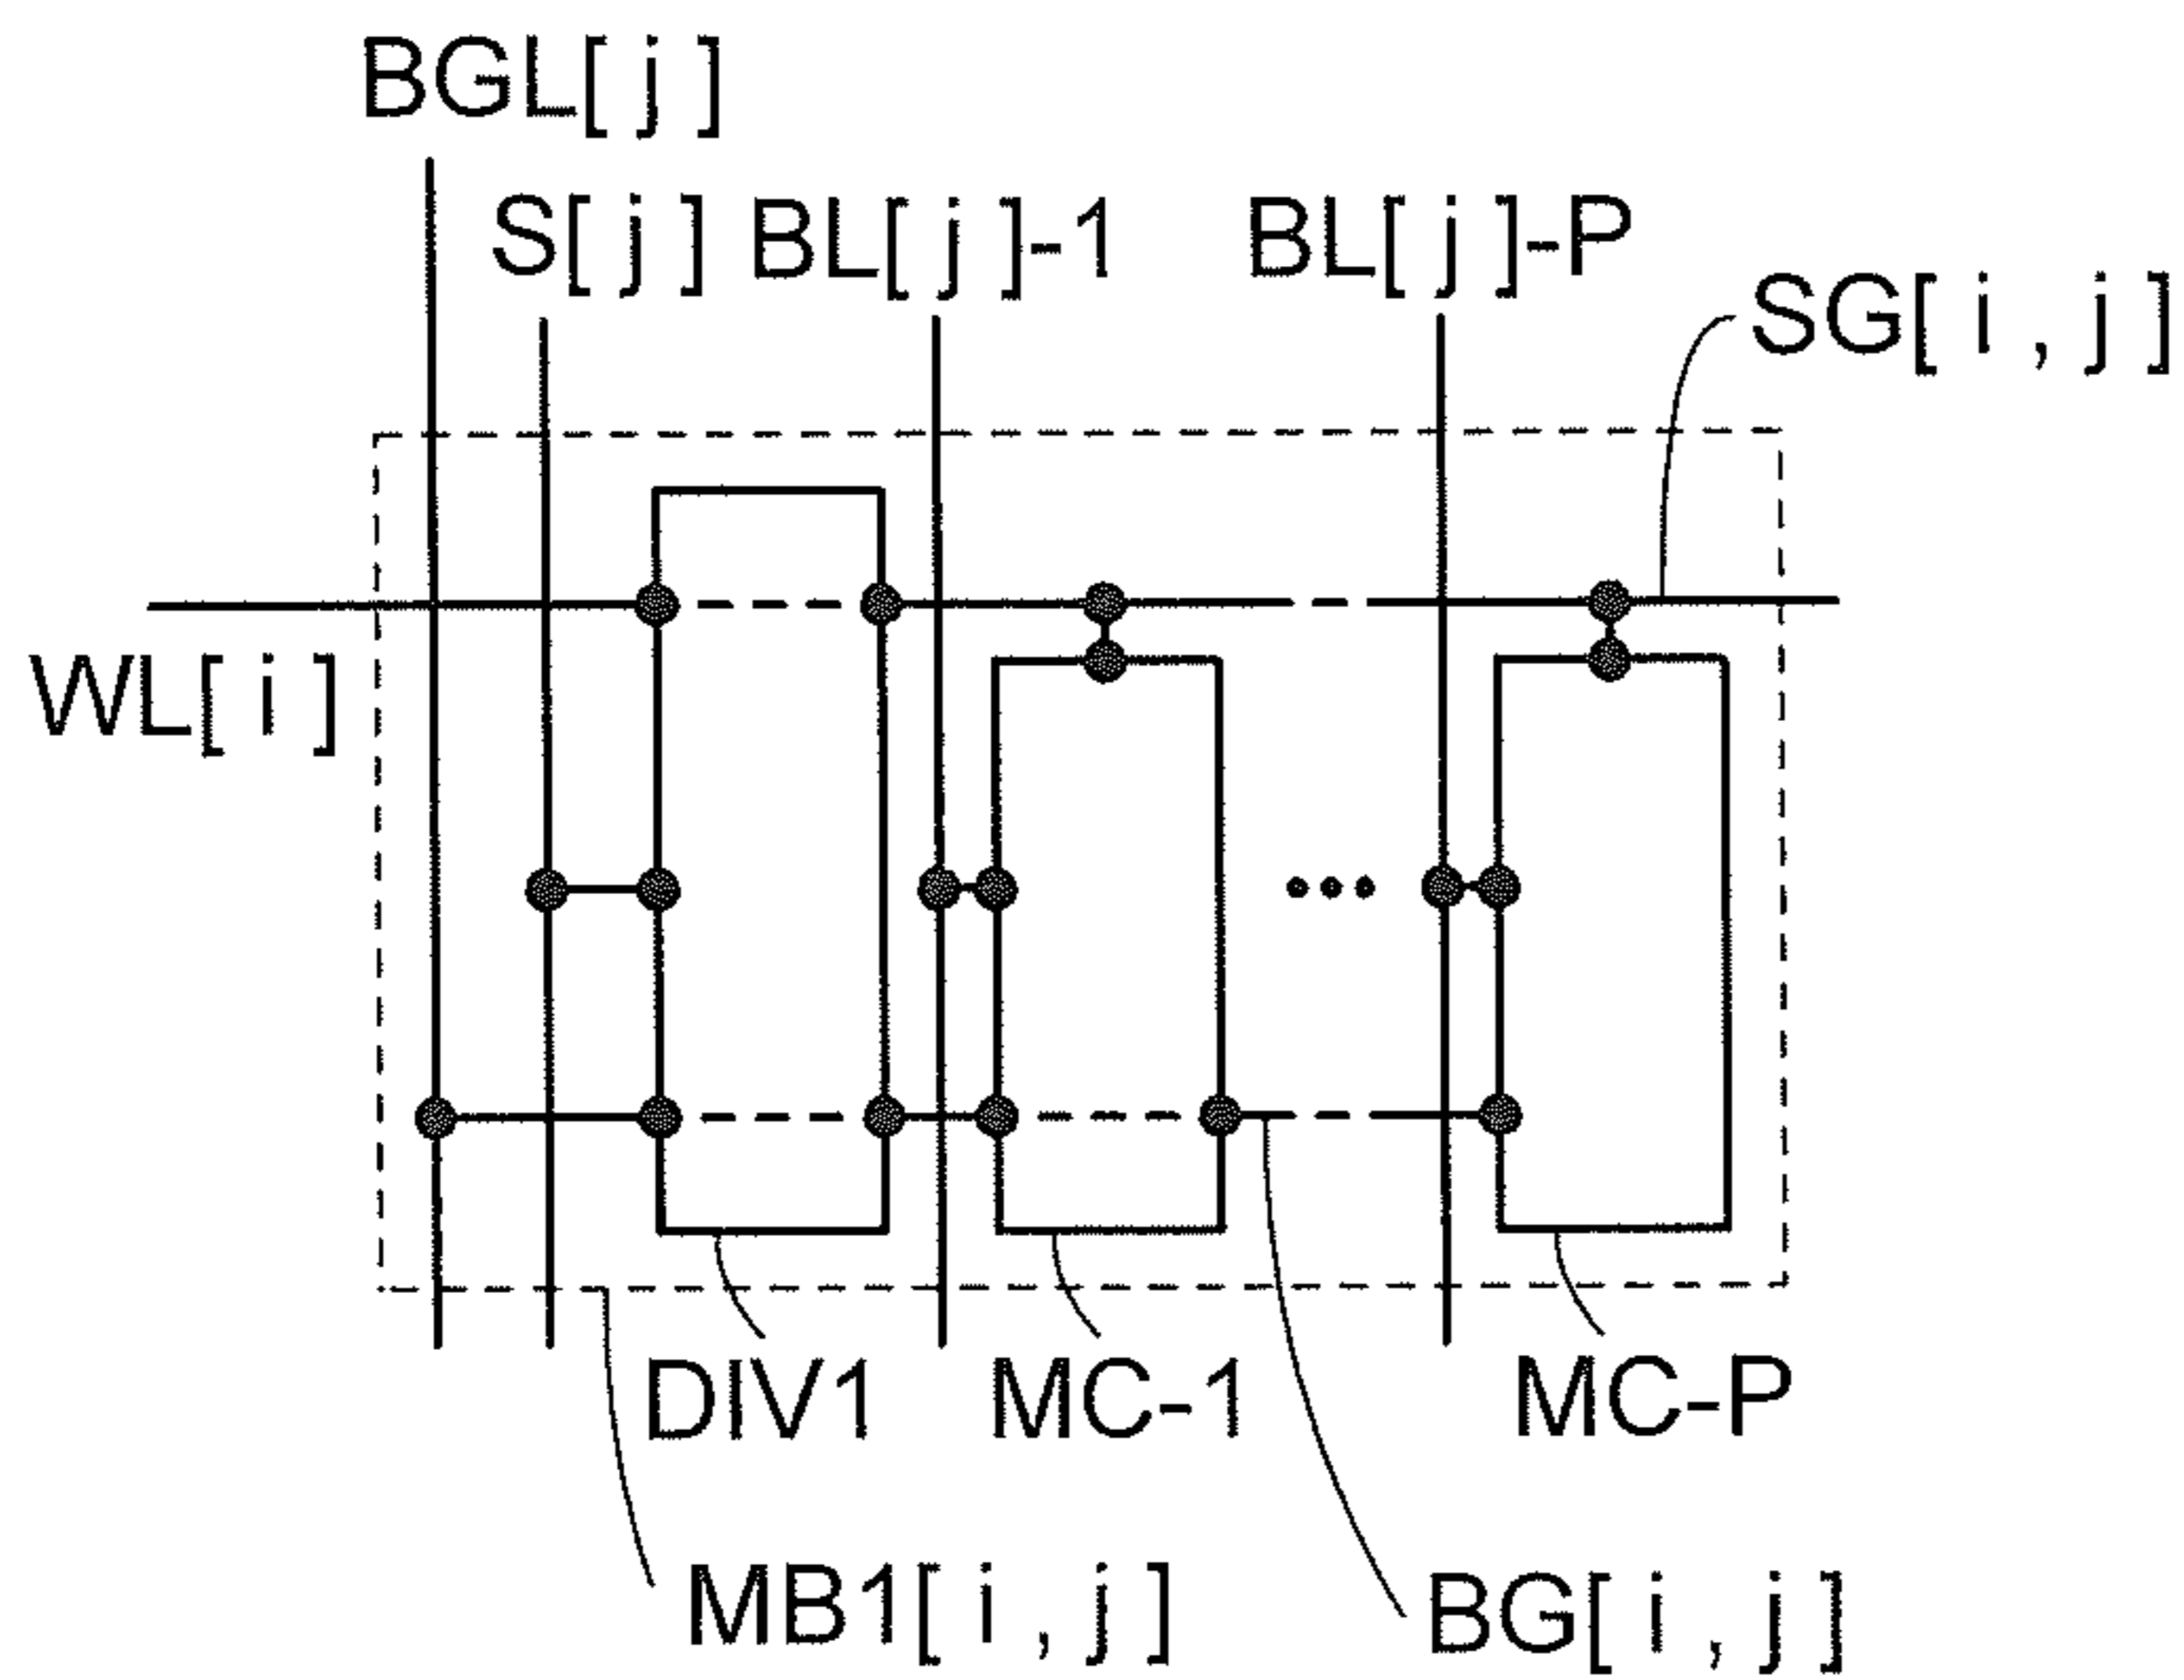 BGL[ j ]
S[ j ] BL[ j ]-1 BL[ j ]-P
SG[ i , j ]
WL[ i ]
DIV1 MC-1 MC-P
MB1[ i , j ] BG[ i , j ]